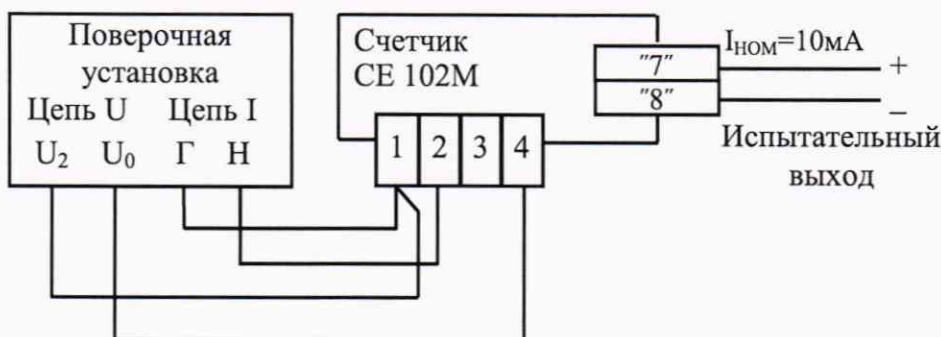 Поверочная
установка
Цепь U Цепь I
U₂ U₀ Г Н
Счетчик
СЕ 102М
1 2 3 4
"7"
"8"
Iном=10мА
+
–
Испытательный
выход